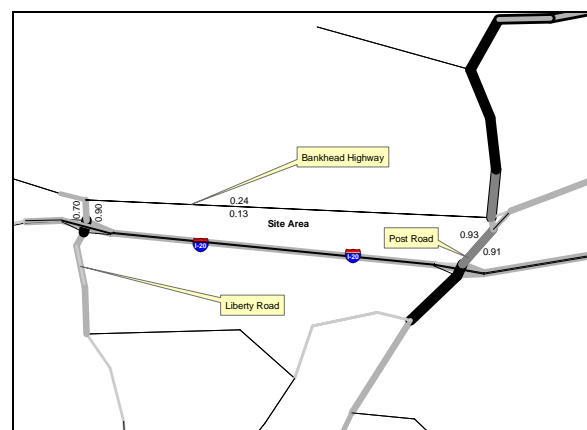 Bankhead Highway
0.70
0.90
0.24
0.13
Site Area
0.93
Post Road
0.91
I-20
I-20
Liberty Road